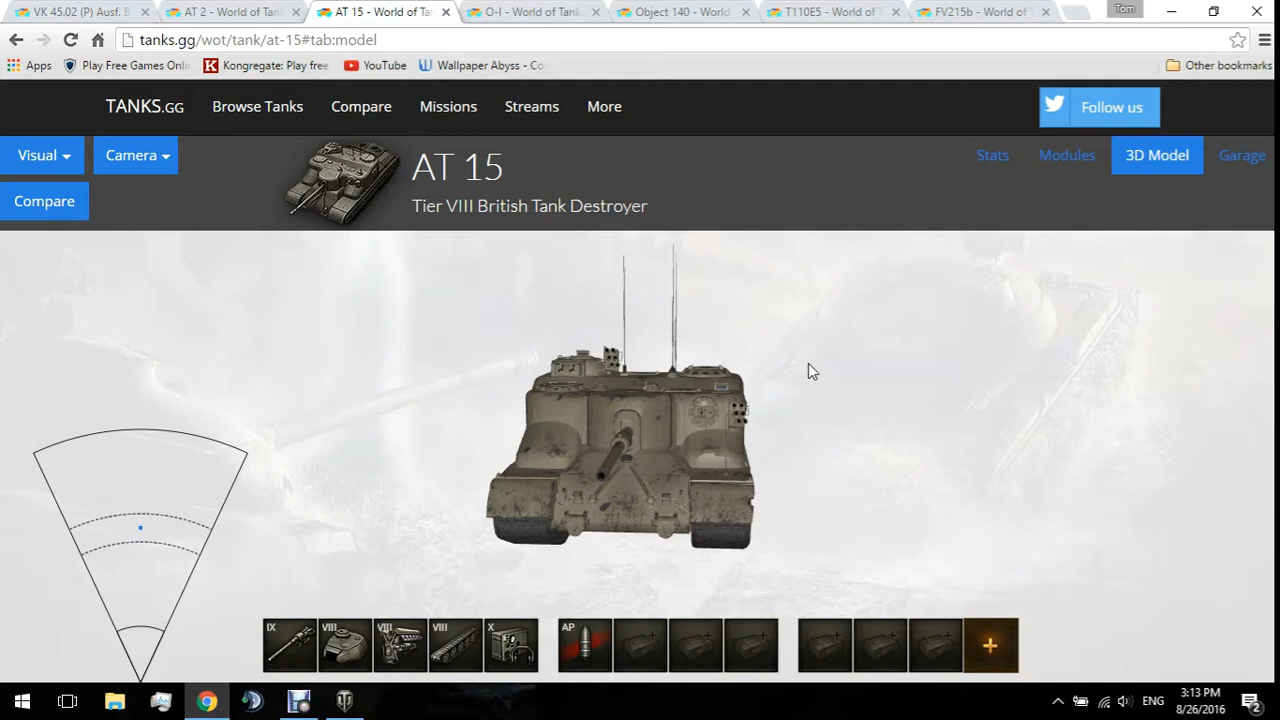 VK 45.02 (P) Ausf. B
AT 2 - World of Tank
AT 15 - World of Ta
O-I - World of Tank
Object 140 - World
T110E5 - World of T
FV215b - World of
Tom
tanks.gg/wot/tank/at-15#tab:model
Apps
Play Free Games Onli
Kongregate: Play free
YouTube
Wallpaper Abyss - Co
Other bookmarks
TANKS.GG
Browse Tanks
Compare
Missions
Streams
More
Follow us
Visual
Camera
AT 15
Stats
Modules
3D Model
Garage
Compare
Tier VIII British Tank Destroyer
IX
VIII
VIII
VIII
X
AP
ENG
3:13 PM
8/26/2016
2